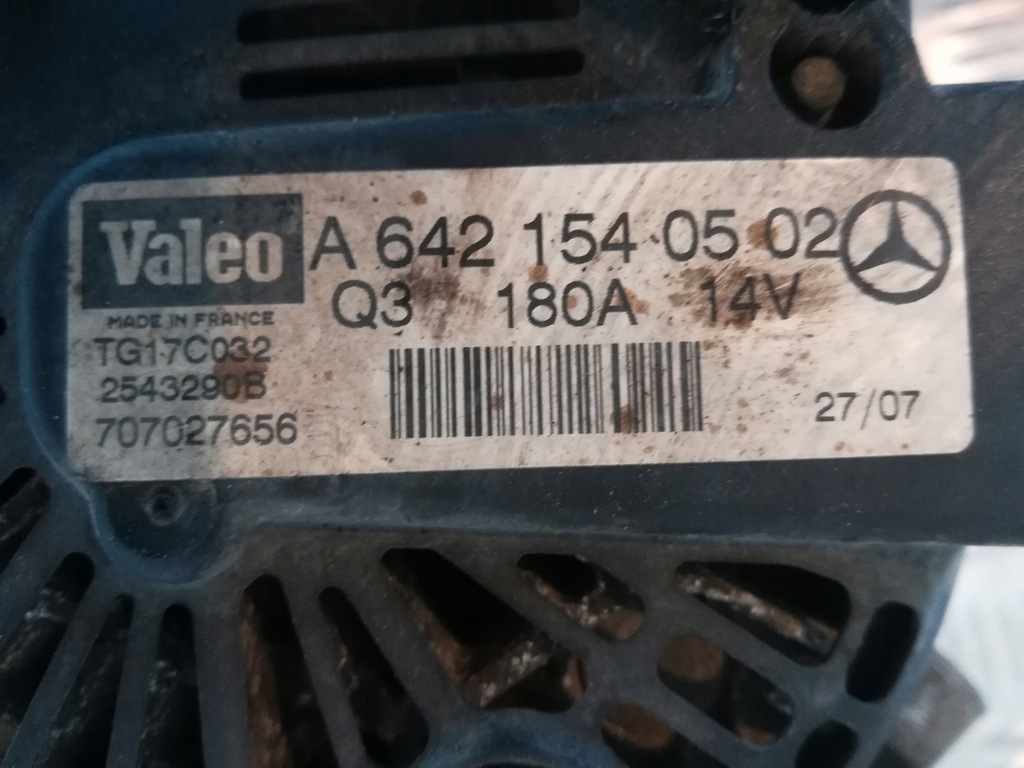 Valeo
A 642 154 05 02
Q3 180A 14V
MADE IN FRANCE
TG17C032
2543290B
707027656
27/07